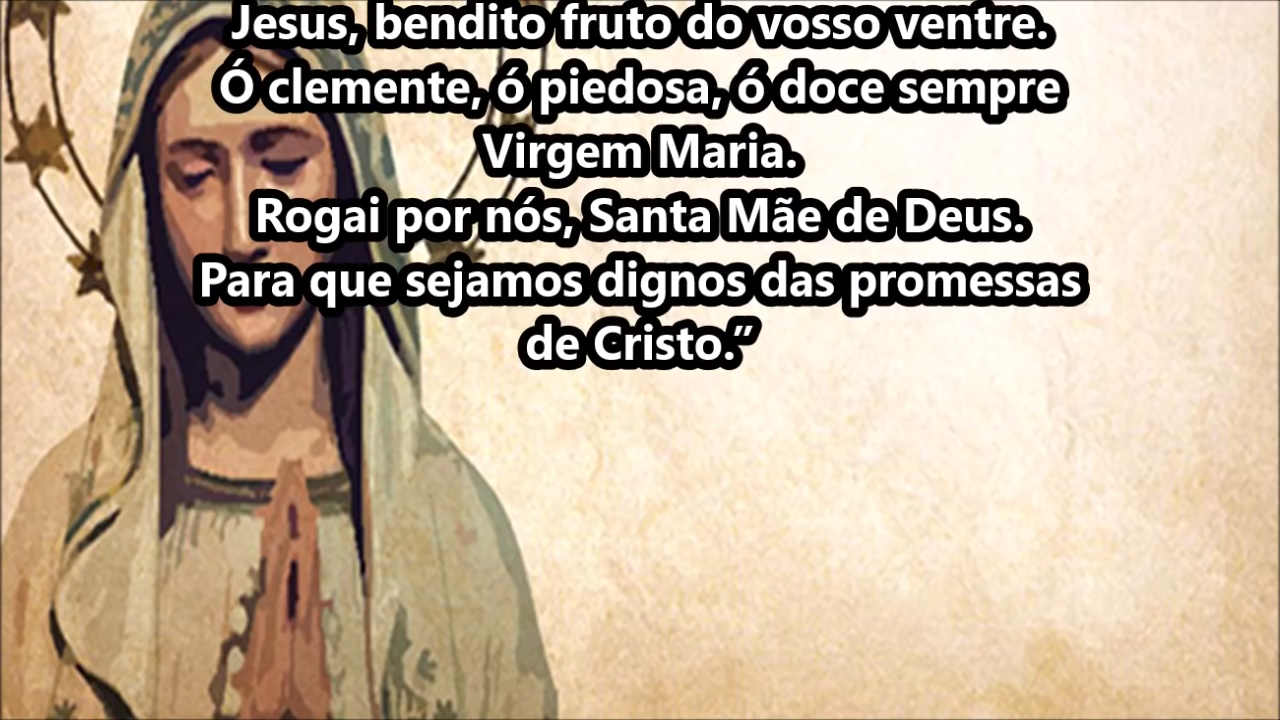 Jesus, bendito fruto do vosso ventre.
Ó clemente, ó piedosa, ó doce sempre
Virgem Maria.
Rogai por nós, Santa Mãe de Deus.
Para que sejamos dignos das promessas
de Cristo.”